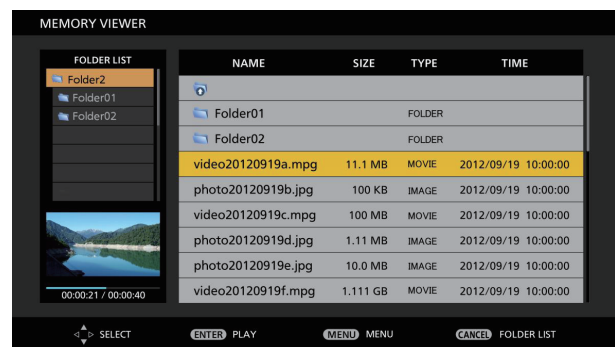 MEMORY VIEWER
FOLDER LIST
Folder2
Folder01
Folder02
00:00:21 / 00:00:40
NAME SIZE TYPE TIME
Folder01 FOLDER
Folder02 FOLDER
video20120919a.mpg 11.1 MB MOVIE 2012/09/19 10:00:00
photo20120919b.jpg 100 KB IMAGE 2012/09/19 10:00:00
video20120919c.mpg 100 MB MOVIE 2012/09/19 10:00:00
photo20120919d.jpg 1.11 MB IMAGE 2012/09/19 10:00:00
photo20120919e.jpg 10.0 MB IMAGE 2012/09/19 10:00:00
video20120919f.mpg 1.111 GB MOVIE 2012/09/19 10:00:00
SELECT ENTER PLAY MENU MENU CANCEL FOLDER LIST